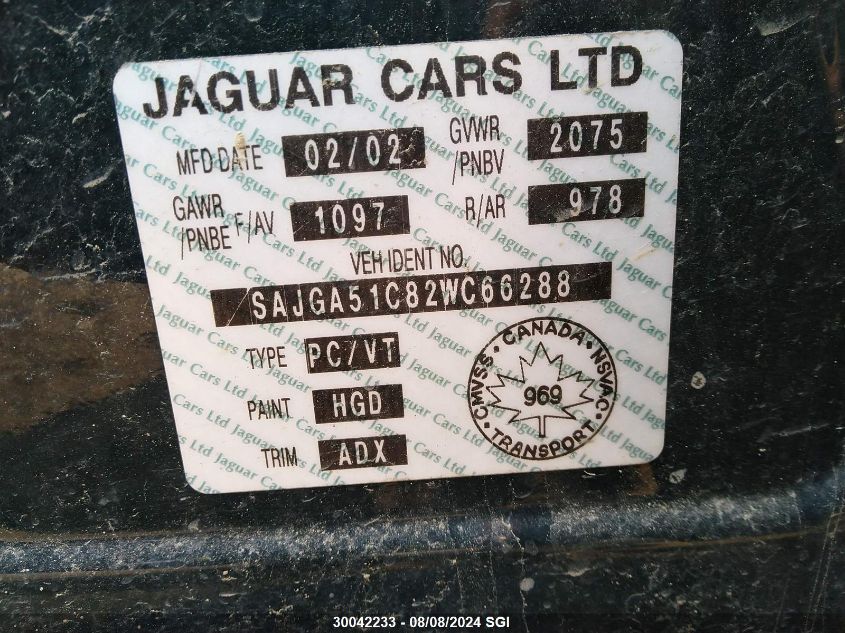 JAGUAR CARS LTD
MFD DATE 02/02 GVWR /PNBV 2075
GAWR /PNBE F/AV 1097 R/AR 978
VEH IDENT NO.
SAJGA51C82WC66288
TYPE PC/VT
PAINT HGD
TRIM ADX
CMVSS · CANADA · NSVAC · TRANSPORT ·
969
30042233 - 08/08/2024 SGI